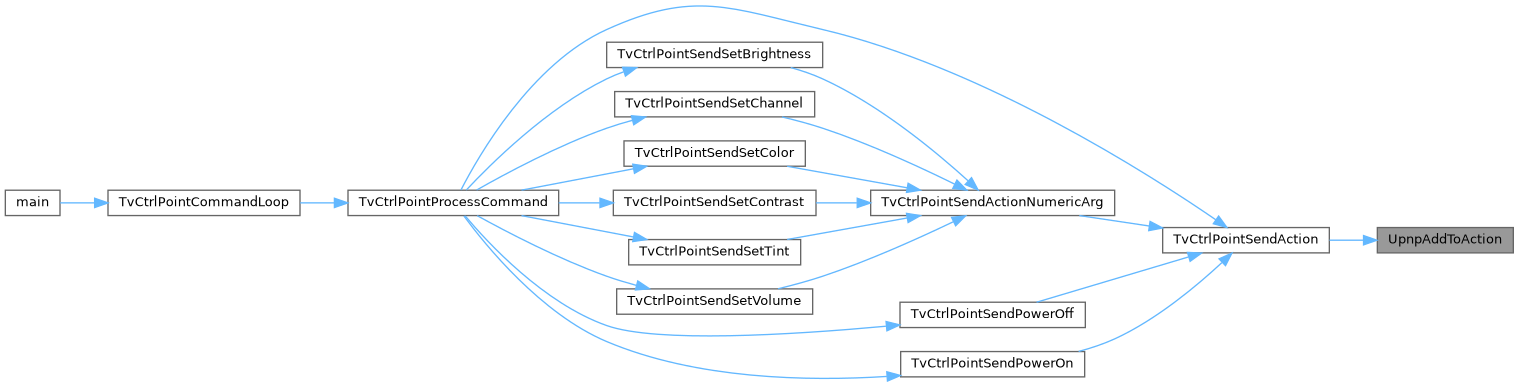 TvCtrlPointSendSetBrightness
TvCtrlPointSendSetChannel
TvCtrlPointSendSetColor
main
TvCtrlPointCommandLoop
TvCtrlPointProcessCommand
TvCtrlPointSendSetContrast
TvCtrlPointSendActionNumericArg
TvCtrlPointSendAction
UpnpAddToAction
TvCtrlPointSendSetTint
TvCtrlPointSendSetVolume
TvCtrlPointSendPowerOff
TvCtrlPointSendPowerOn